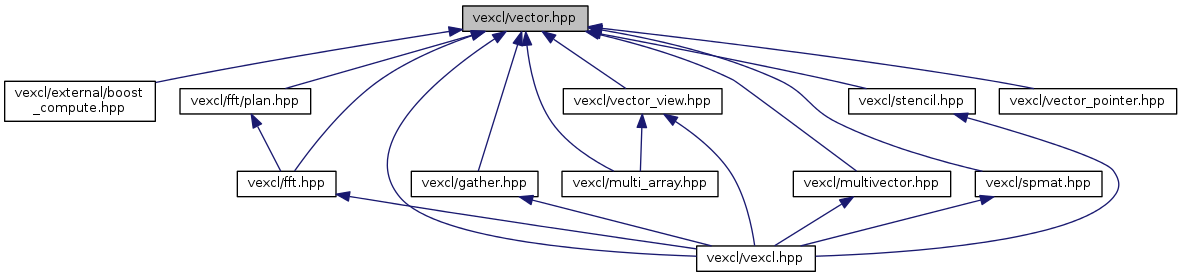 vexcl/vector.hpp
vexcl/external/boost
_compute.hpp
vexcl/fft/plan.hpp
vexcl/vector_view.hpp
vexcl/stencil.hpp
vexcl/vector_pointer.hpp
vexcl/fft.hpp
vexcl/gather.hpp
vexcl/multi_array.hpp
vexcl/multivector.hpp
vexcl/spmat.hpp
vexcl/vexcl.hpp